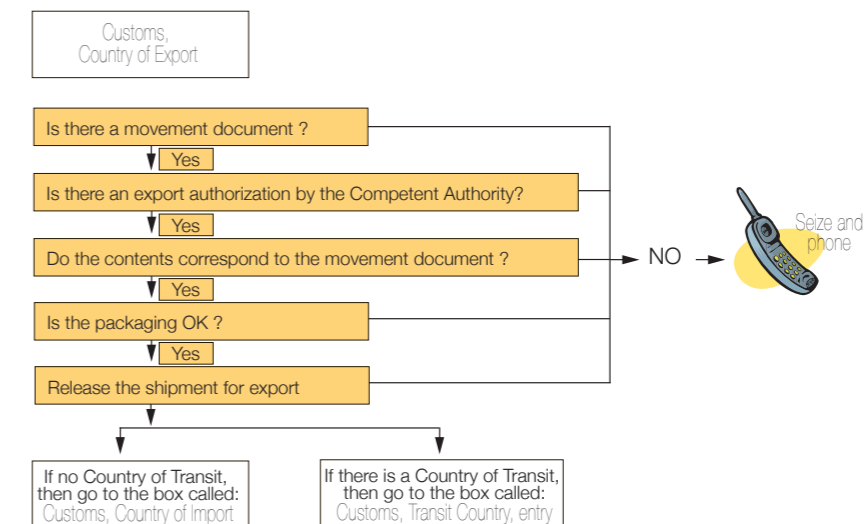 Customs,
Country of Export
Is there a movement document ?
Yes
Is there an export authorization by the Competent Authority?
Yes
Do the contents correspond to the movement document ?
NO
Seize and
phone
Yes
Is the packaging OK ?
Yes
Release the shipment for export
If no Country of Transit,
then go to the box called:
Customs, Country of Import
If there is a Country of Transit,
then go to the box called:
Customs, Transit Country, entry